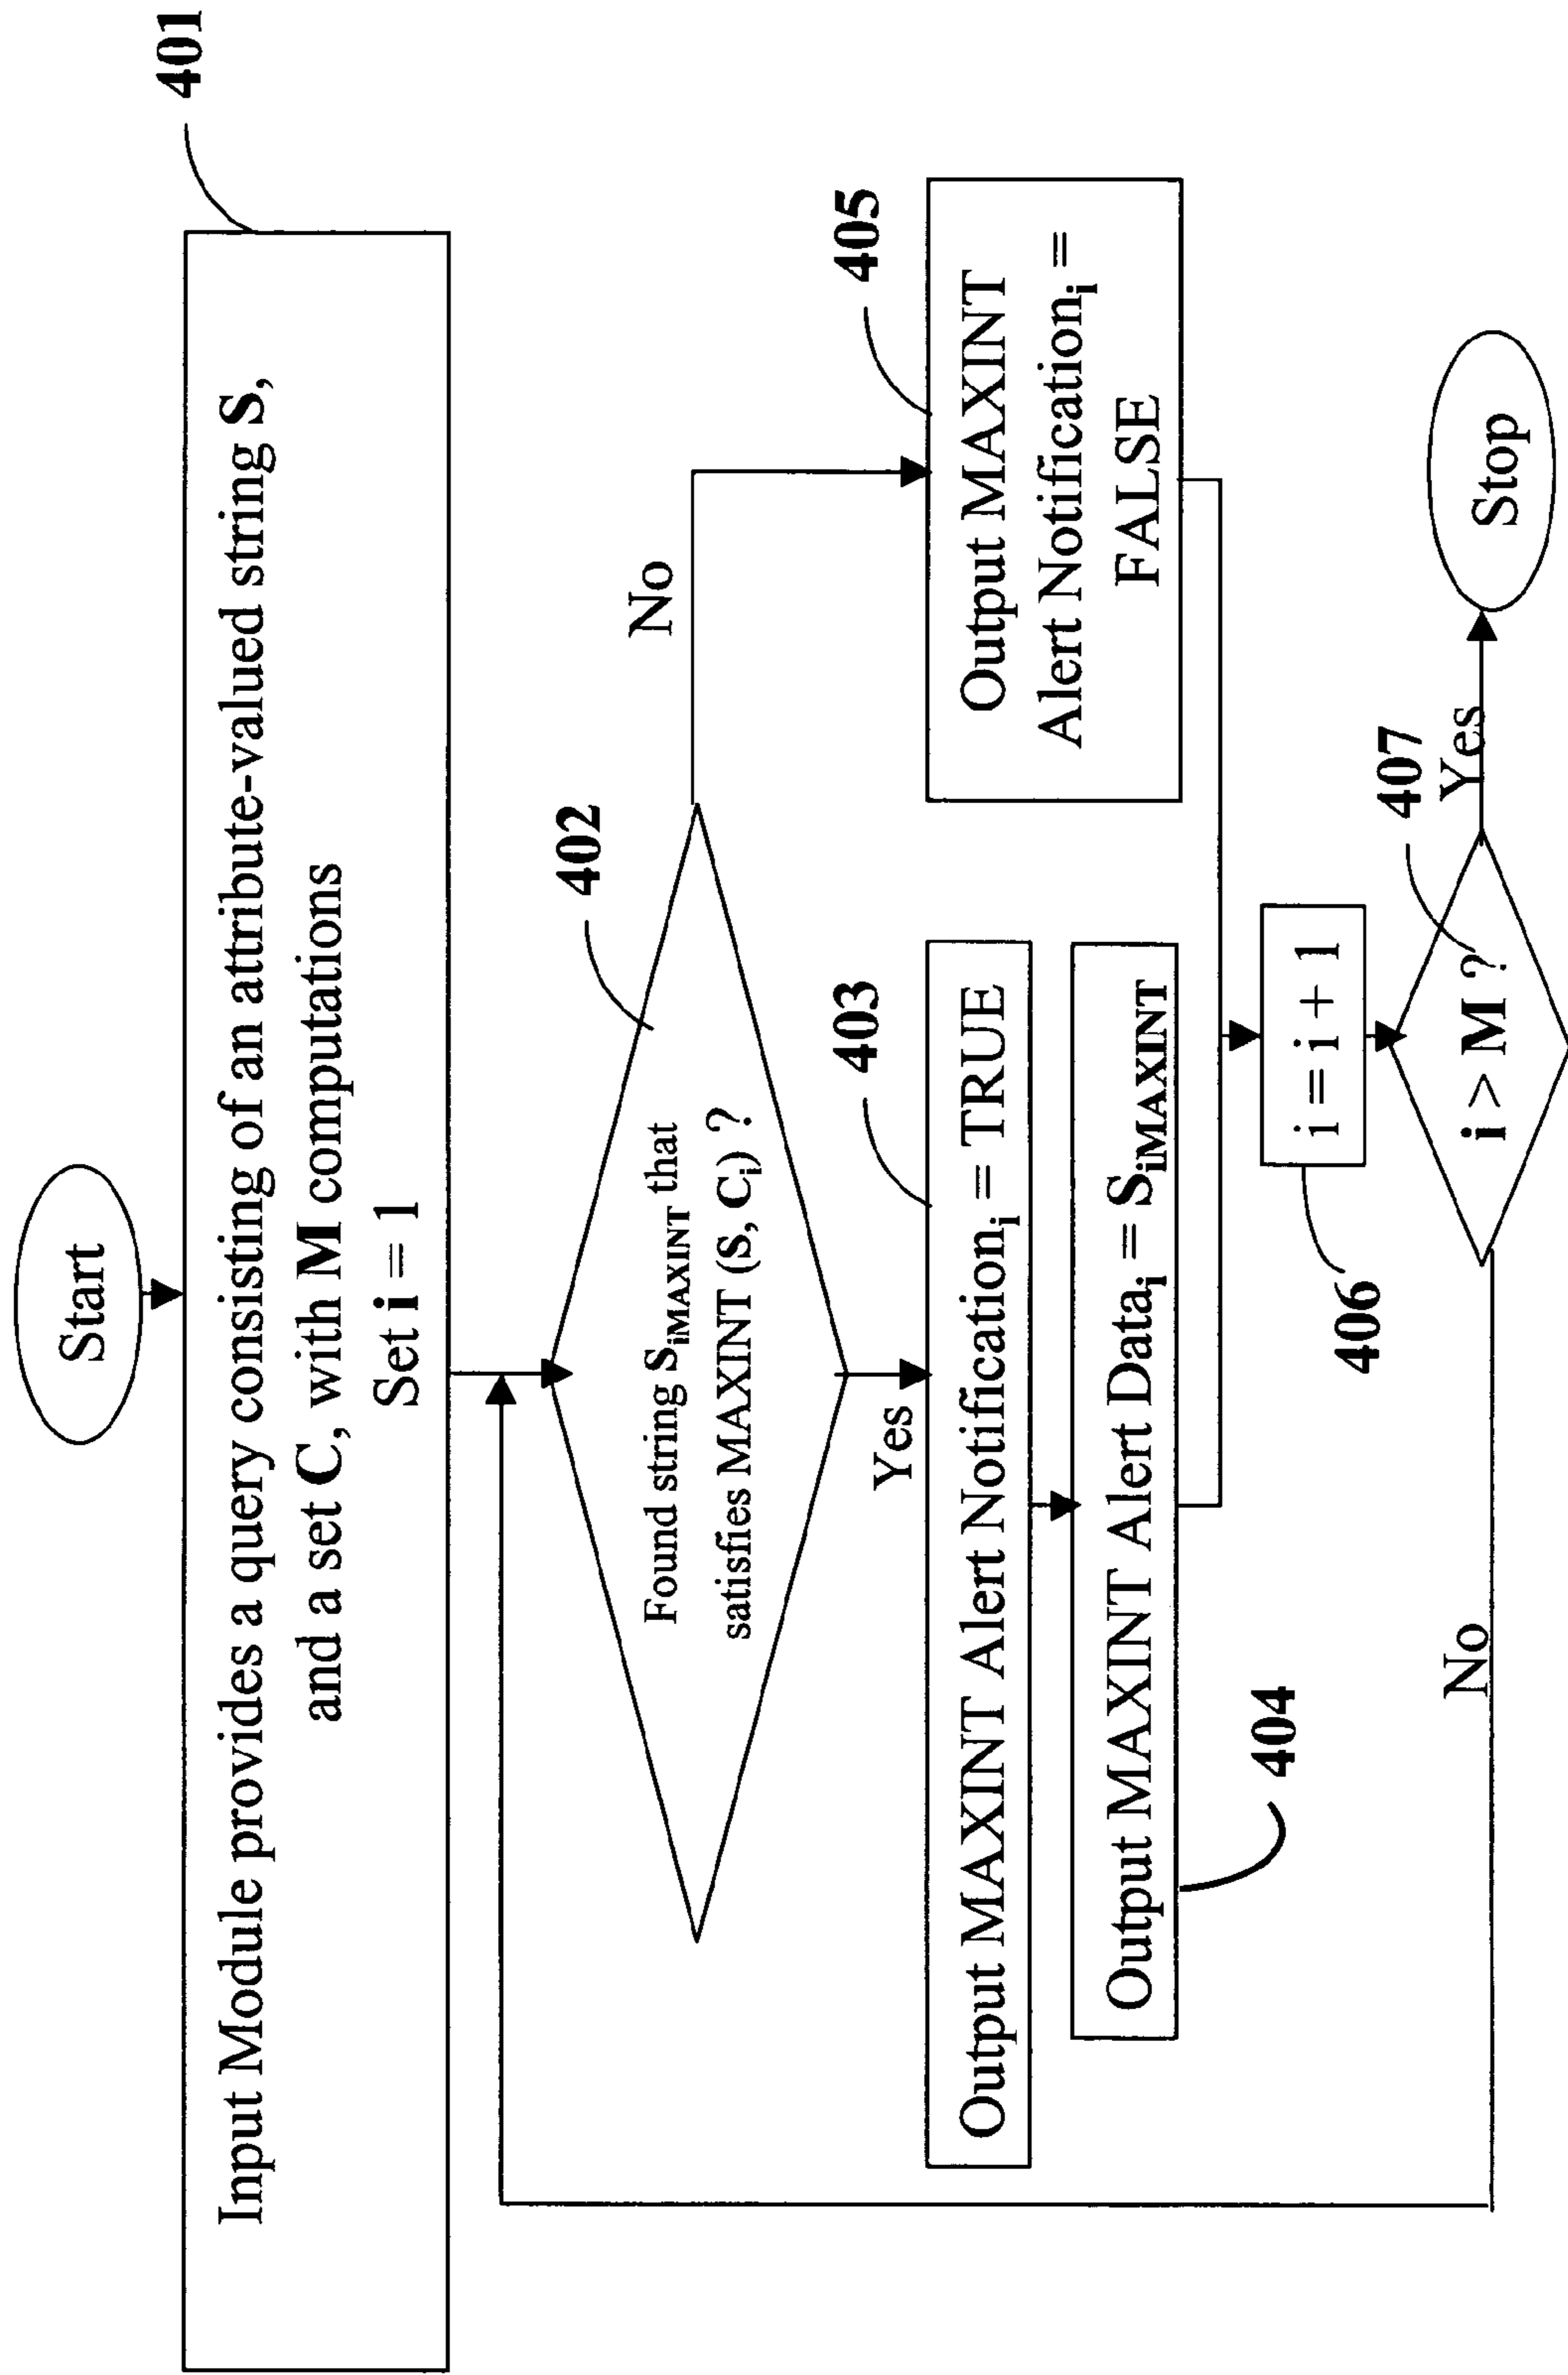 Start
401
Input Module provides a query consisting of an attribute-valued string S,
and a set C, with M computations
Set i = 1
402
Found string SiMAXINT that
satisfies MAXINT (S, Ci) ?
No
Yes
403
Output MAXINT Alert Notificationi = TRUE
405
Output MAXINT
Alert Notificationi =
FALSE
Output MAXINT Alert Datai = SiMAXINT
404
i = i + 1
406
407
i > M ?
Yes
Stop
No